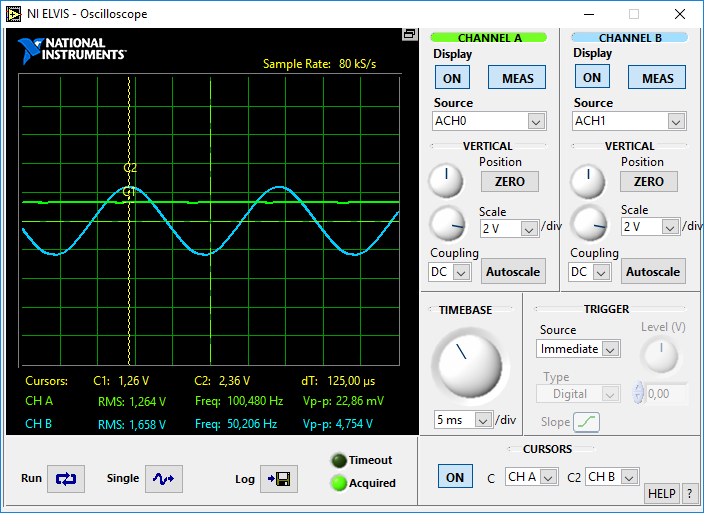 NI ELVIS - Oscilloscope
NATIONAL
INSTRUMENTS
Sample Rate: 80 kS/s
C2
C1
Cursors: C1: 1,26 V C2: 2,36 V dT: 125,00 µs
CH A RMS: 1,264 V Freq: 100,480 Hz Vp-p: 22,86 mV
CH B RMS: 1,658 V Freq: 50,206 Hz Vp-p: 4,754 V
Run
Single
Log
Timeout
Acquired
CHANNEL A
Display
ON
MEAS
Source
ACH0
VERTICAL
Position
ZERO
Scale
2 V /div
Coupling
DC
Autoscale
CHANNEL B
Display
ON
MEAS
Source
ACH1
VERTICAL
Position
ZERO
Scale
2 V /div
Coupling
DC
Autoscale
TIMEBASE
5 ms /div
TRIGGER
Source
Immediate
Level (V)
Type
Digital
0,00
Slope
CURSORS
ON
C CH A C2 CH B
HELP ?